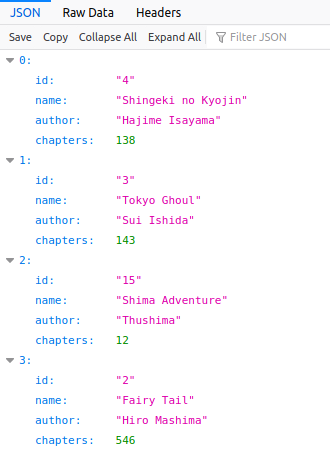 JSON Raw Data Headers
Save Copy Collapse All Expand All Filter JSON
0:
id: "4"
name: "Shingeki no Kyojin"
author: "Hajime Isayama"
chapters: 138
1:
id: "3"
name: "Tokyo Ghoul"
author: "Sui Ishida"
chapters: 143
2:
id: "15"
name: "Shima Adventure"
author: "Thushima"
chapters: 12
3:
id: "2"
name: "Fairy Tail"
author: "Hiro Mashima"
chapters: 546